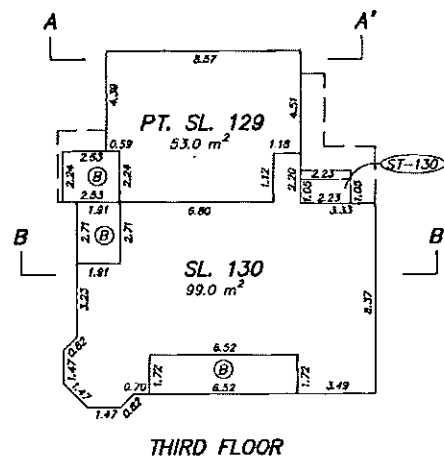 A A'
8.57
4.39 4.51
PT. SL. 129
53.0 m²
0.59 1.18
2.53
2.24 B 2.24
2.53
1.12 2.20
2.23
ST-130
1.05 1.05
2.23
3.33
1.91 6.80
2.71 B 2.71
B B
1.91
SL. 130
99.0 m²
3.23 8.37
0.82
1.47
1.47
1.47
0.82
0.70
6.52
1.72 B 1.72
6.52 3.49
THIRD FLOOR